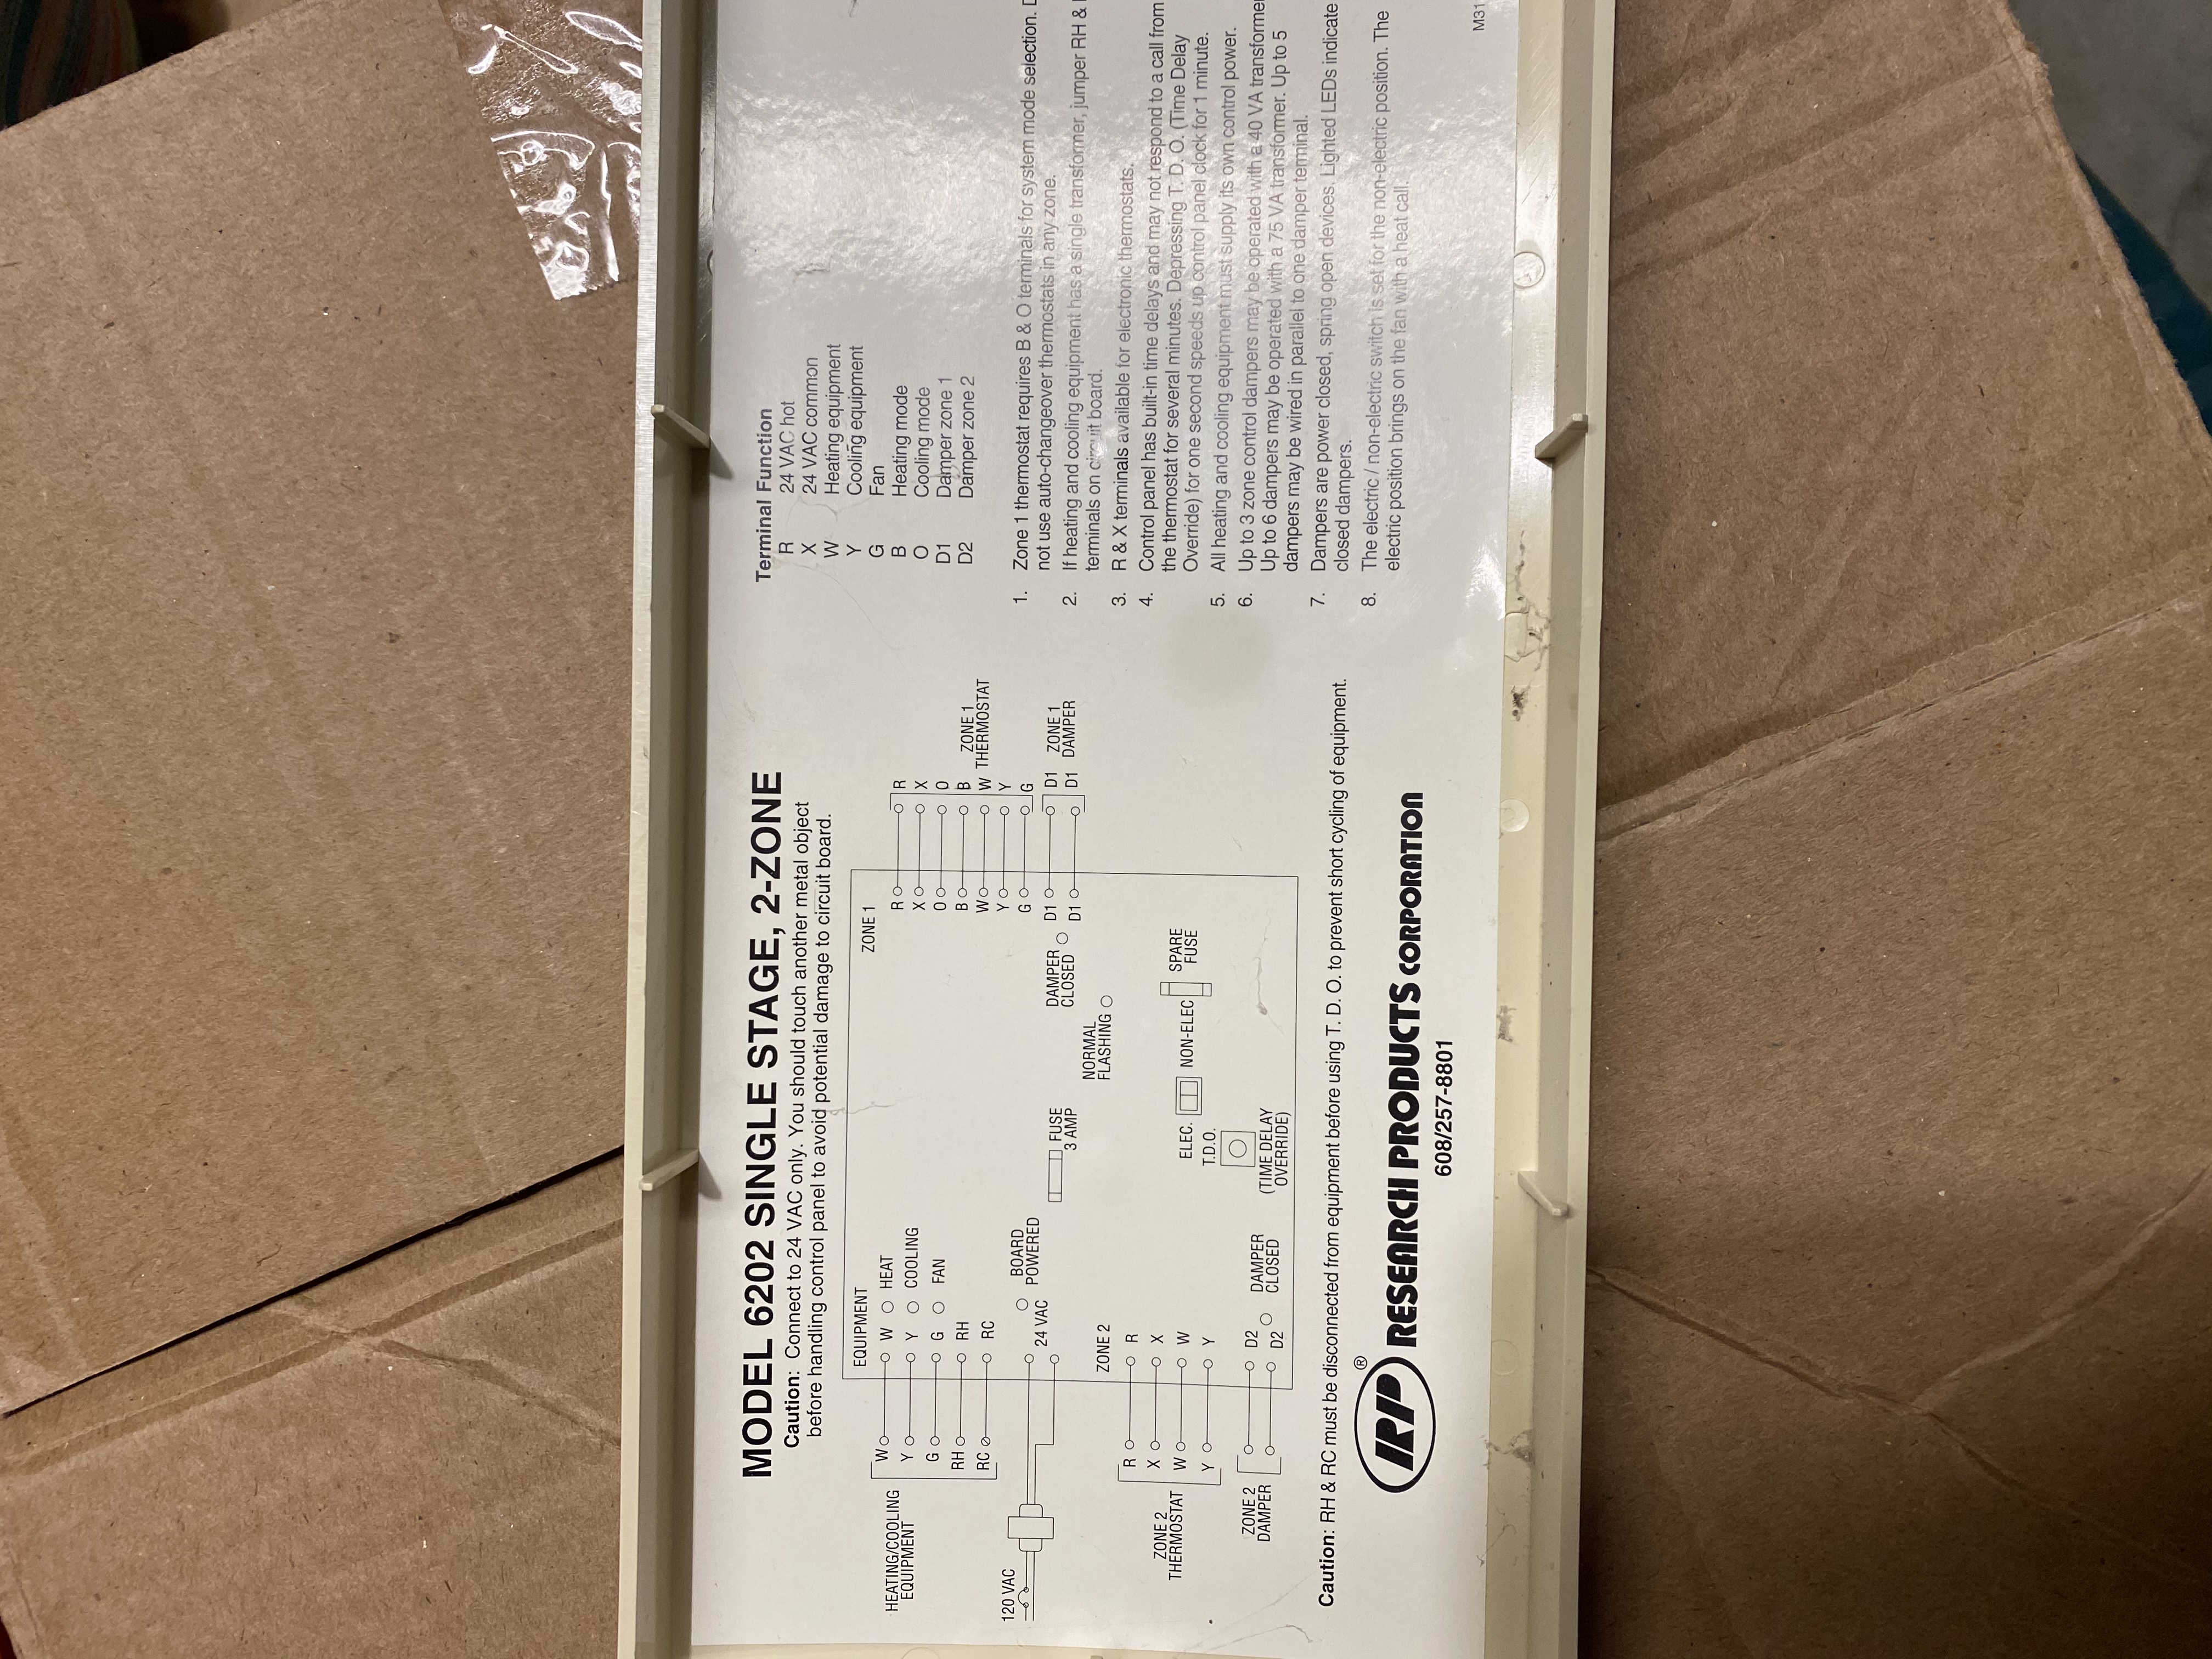 MODEL 6202 SINGLE STAGE, 2-ZONE
Caution: Connect to 24 VAC only. You should touch another metal object
before handling control panel to avoid potential damage to circuit board.
EQUIPMENT
HEATING/COOLING
EQUIPMENT
W W HEAT
Y Y COOLING
G G FAN
RH RH
RC RC
120 VAC
24 VAC
BOARD
POWERED
FUSE
3 AMP
ZONE 2
ZONE 2
THERMOSTAT
R R
X X
W W
Y Y
ZONE 2
DAMPER
D2
D2
DAMPER
CLOSED
NORMAL
FLASHING
ELEC. NON-ELEC
SPARE
FUSE
T.D.O.
(TIME DELAY
OVERRIDE)
ZONE 1
R R
X X
O O
B B
W W
Y Y
G G
ZONE 1
THERMOSTAT
D1 D1
D1 D1
ZONE 1
DAMPER
DAMPER
CLOSED
Caution: RH & RC must be disconnected from equipment before using T. D. O. to prevent short cycling of equipment.
RP® RESEARCH PRODUCTS CORPORATION
608/257-8801
Terminal Function
R 24 VAC hot
X 24 VAC common
W Heating equipment
Y Cooling equipment
G Fan
B Heating mode
O Cooling mode
D1 Damper zone 1
D2 Damper zone 2
1. Zone 1 thermostat requires B & O terminals for system mode selection.
not use auto-changeover thermostats in any zone.
2. If heating and cooling equipment has a single transformer, jumper RH &
terminals on circuit board.
3. R & X terminals available for electronic thermostats.
4. Control panel has built-in time delays and may not respond to a call from
the thermostat for several minutes. Depressing T. D. O. (Time Delay
Override) for one second speeds up control panel clock for 1 minute.
5. All heating and cooling equipment must supply its own control power.
6. Up to 3 zone control dampers may be operated with a 40 VA transformer
Up to 6 dampers may be operated with a 75 VA transformer. Up to 5
dampers may be wired in parallel to one damper terminal.
7. Dampers are power closed, spring open devices. Lighted LEDs indicate
closed dampers.
8. The electric / non-electric switch is set for the non-electric position. The
electric position brings on the fan with a heat call.
M31